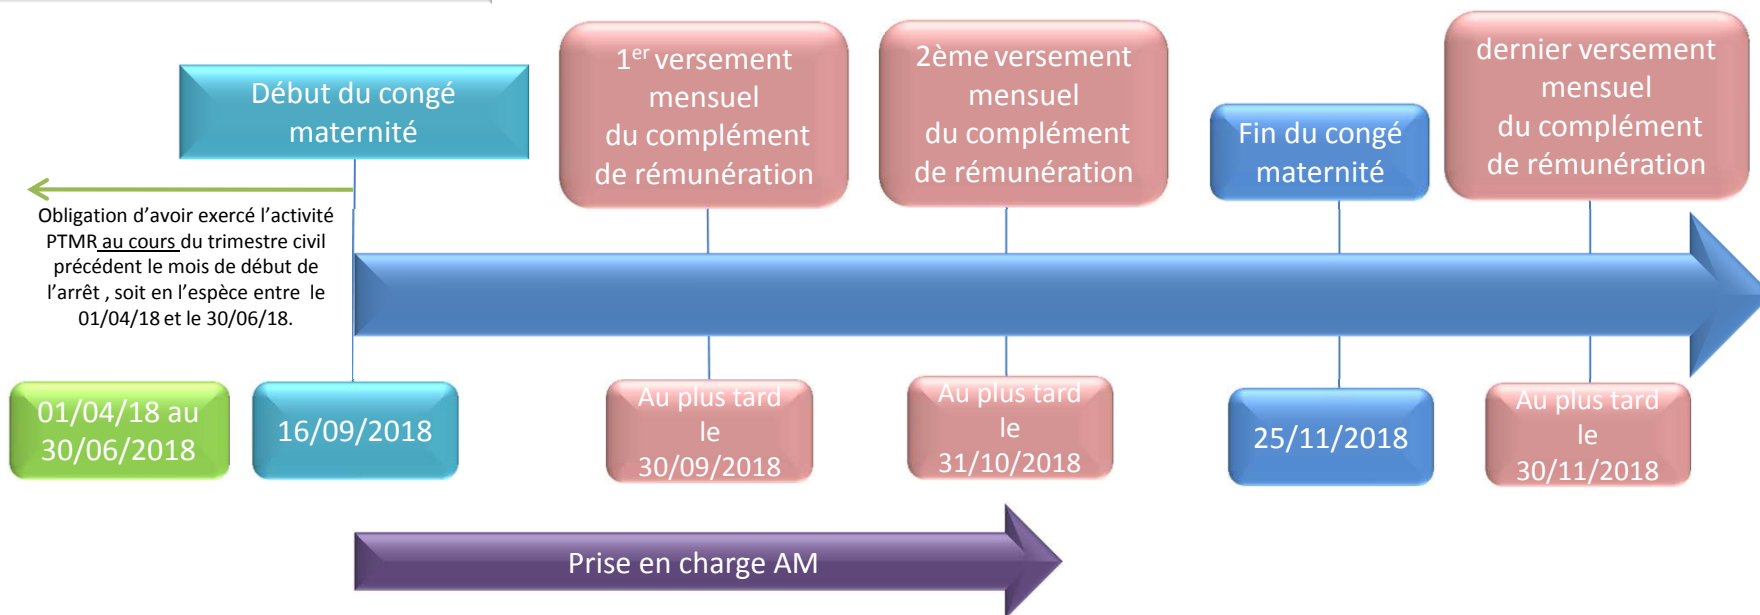 Début du congé
maternité
1er versement
mensuel
du complément
de rémunération
2ème versement
mensuel
du complément
de rémunération
Fin du congé
maternité
dernier versement
mensuel
du complément
de rémunération
Obligation d’avoir exercé l’activité
PTMR au cours du trimestre civil
précédent le mois de début de
l’arrêt , soit en l’espèce entre le
01/04/18 et le 30/06/18.
01/04/18 au
30/06/2018
16/09/2018
Au plus tard
le
30/09/2018
Au plus tard
le
31/10/2018
25/11/2018
Au plus tard
le
30/11/2018
Prise en charge AM